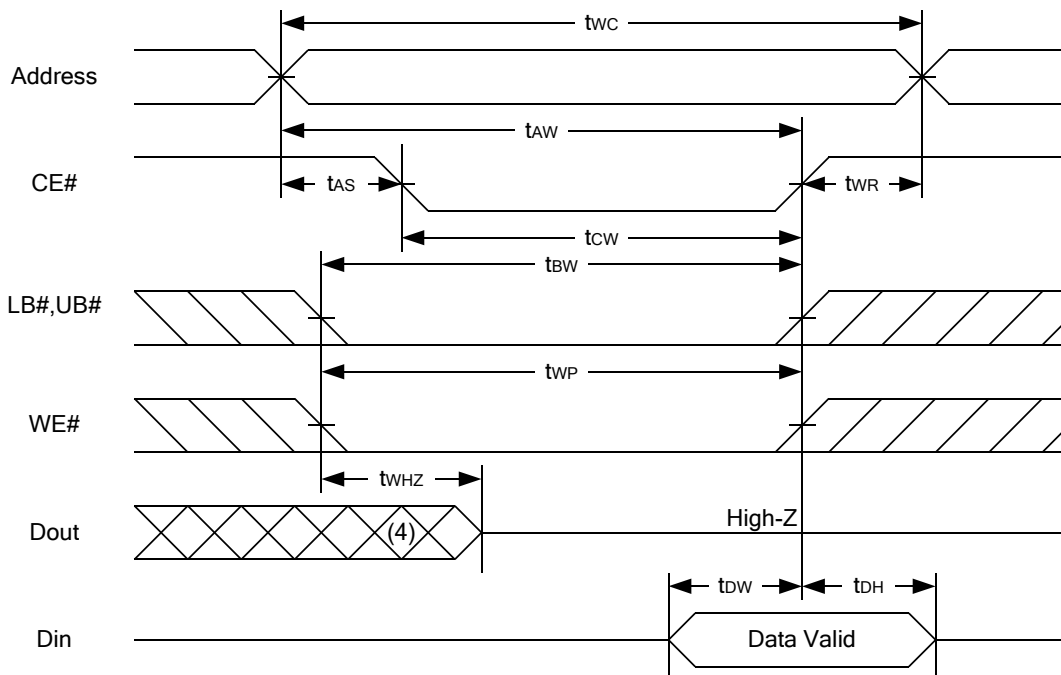 tWC
Address
tAW
CE#
tAS
tWR
tCW
tBW
LB#,UB#
tWP
WE#
tWHZ
Dout
(4)
High-Z
tDW
tDH
Din
Data Valid